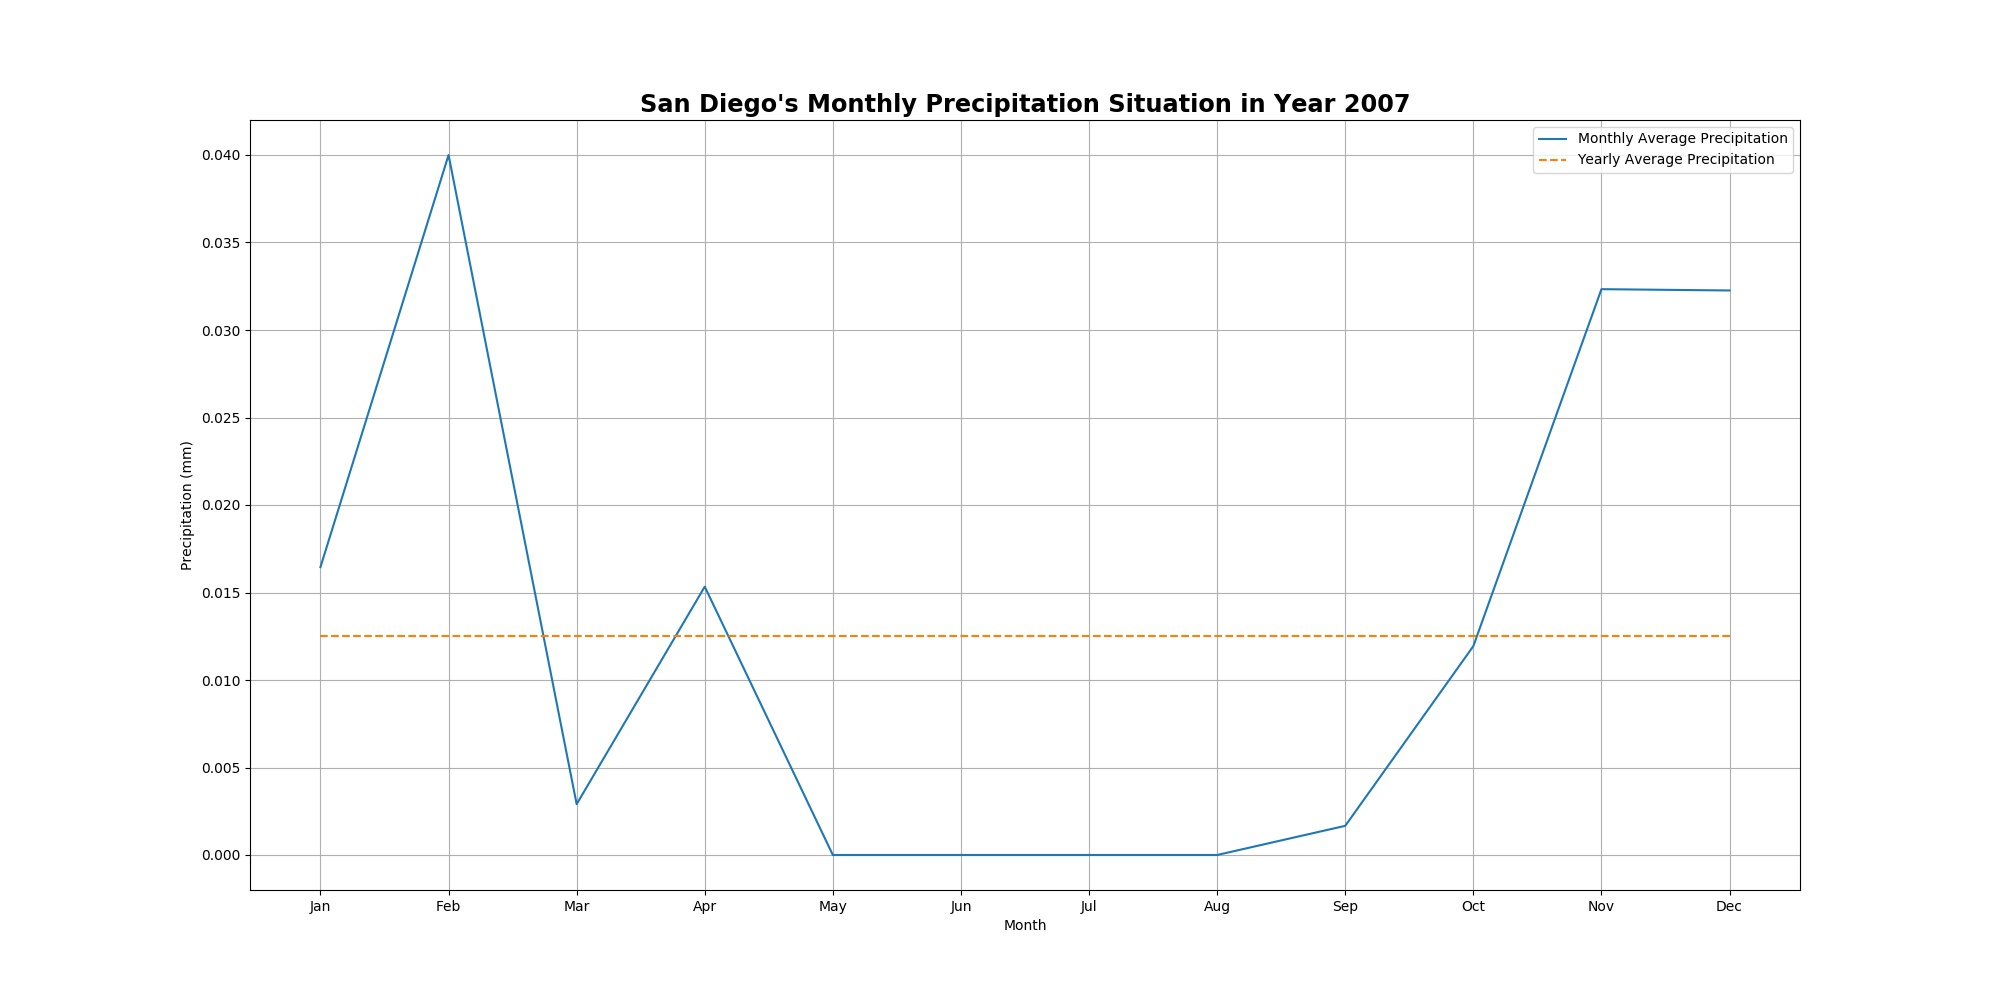 San Diego's Monthly Precipitation Situation in Year 2007
Monthly Average Precipitation
Yearly Average Precipitation
0.040
0.035
0.030
0.025
0.020
0.015
0.010
0.005
0.000
Precipitation (mm)
Jan Feb Mar Apr May Jun Jul Aug Sep Oct Nov Dec
Month